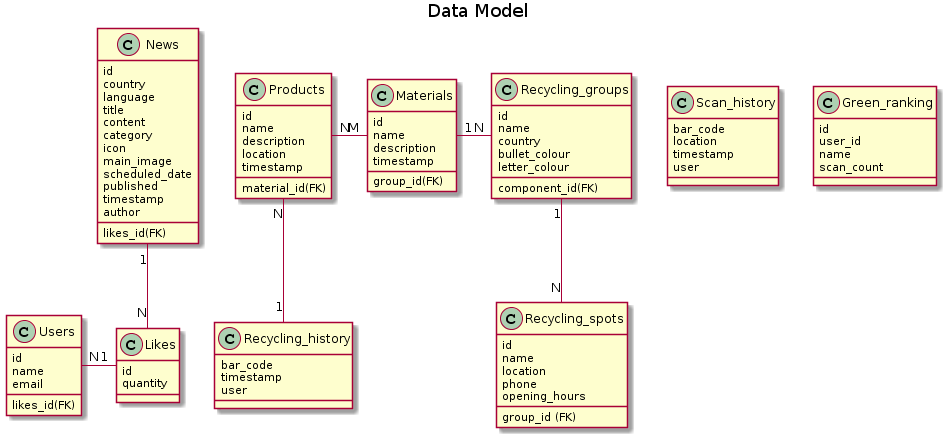 Data Model
C News
id
country
language
title
content
category
icon
main_image
scheduled_date
published
timestamp
author
likes_id(FK)
C Products
id
name
description
location
timestamp
material_id(FK)
N M
C Materials
id
name
description
timestamp
group_id(FK)
1 N
C Recycling_groups
id
name
country
bullet_colour
letter_colour
component_id(FK)
C Scan_history
bar_code
location
timestamp
user
C Green_ranking
id
user_id
name
scan_count
1
N
N
1
1
N
C Users
id
name
email
likes_id(FK)
N 1
C Likes
id
quantity
C Recycling_history
bar_code
timestamp
user
C Recycling_spots
id
name
location
phone
opening_hours
group_id (FK)